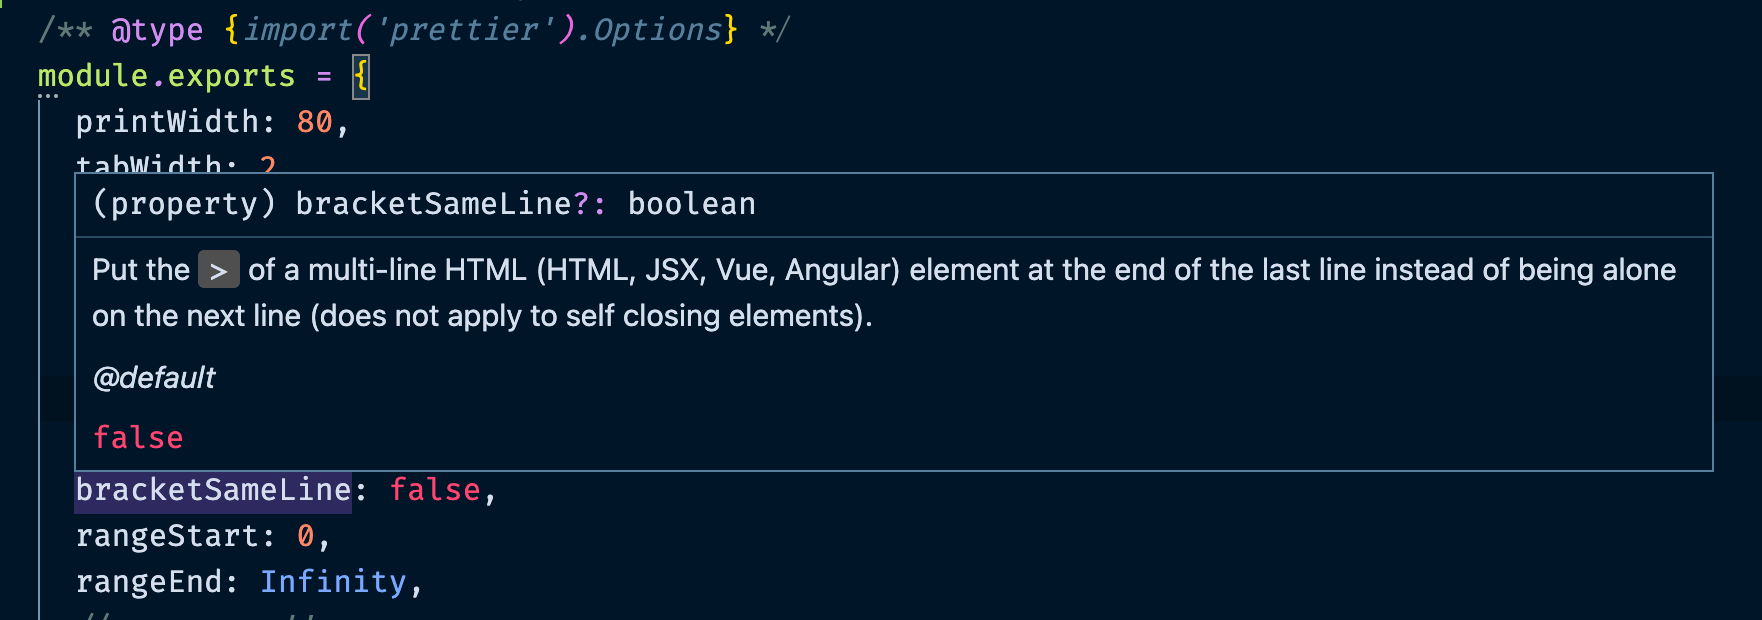 /** @type {import('prettier').Options} */
module.exports = {
printWidth: 80,
tabWidth: 2
(property) bracketSameLine?: boolean
Put the > of a multi-line HTML (HTML, JSX, Vue, Angular) element at the end of the last line instead of being alone
on the next line (does not apply to self closing elements).
@default
false
bracketSameLine: false,
rangeStart: 0,
rangeEnd: Infinity,